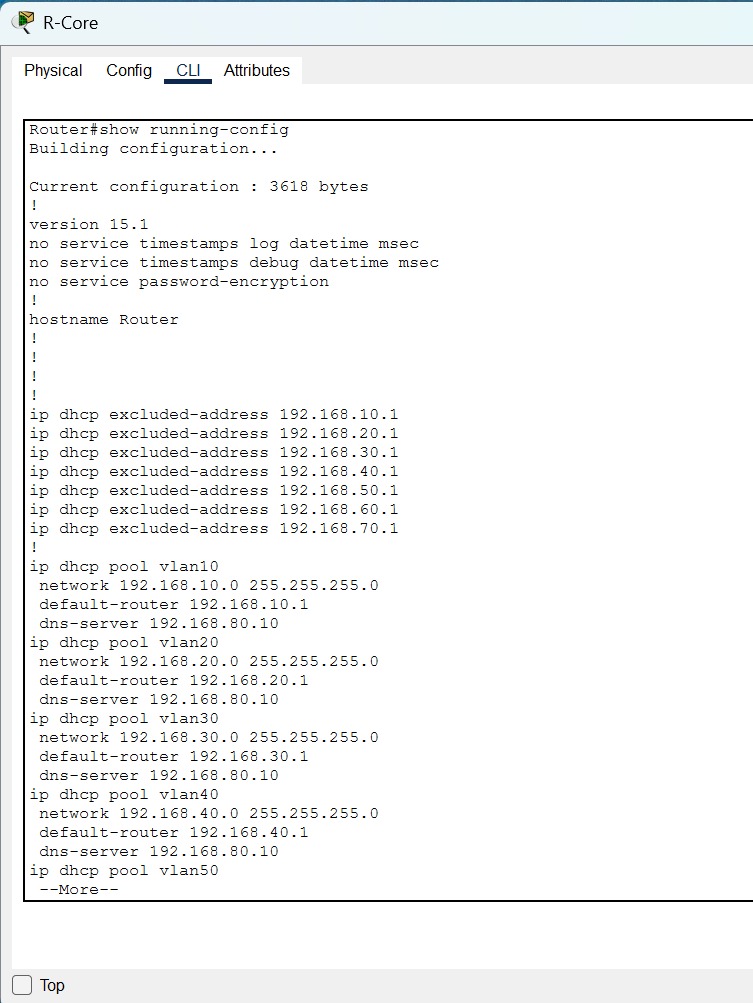 R-Core
Physical Config CLI Attributes
Router#show running-config
Building configuration...
Current configuration : 3618 bytes
!
version 15.1
no service timestamps log datetime msec
no service timestamps debug datetime msec
no service password-encryption
!
hostname Router
!
!
!
!
ip dhcp excluded-address 192.168.10.1
ip dhcp excluded-address 192.168.20.1
ip dhcp excluded-address 192.168.30.1
ip dhcp excluded-address 192.168.40.1
ip dhcp excluded-address 192.168.50.1
ip dhcp excluded-address 192.168.60.1
ip dhcp excluded-address 192.168.70.1
!
ip dhcp pool vlan10
 network 192.168.10.0 255.255.255.0
 default-router 192.168.10.1
 dns-server 192.168.80.10
ip dhcp pool vlan20
 network 192.168.20.0 255.255.255.0
 default-router 192.168.20.1
 dns-server 192.168.80.10
ip dhcp pool vlan30
 network 192.168.30.0 255.255.255.0
 default-router 192.168.30.1
 dns-server 192.168.80.10
ip dhcp pool vlan40
 network 192.168.40.0 255.255.255.0
 default-router 192.168.40.1
 dns-server 192.168.80.10
ip dhcp pool vlan50
 --More--
Top